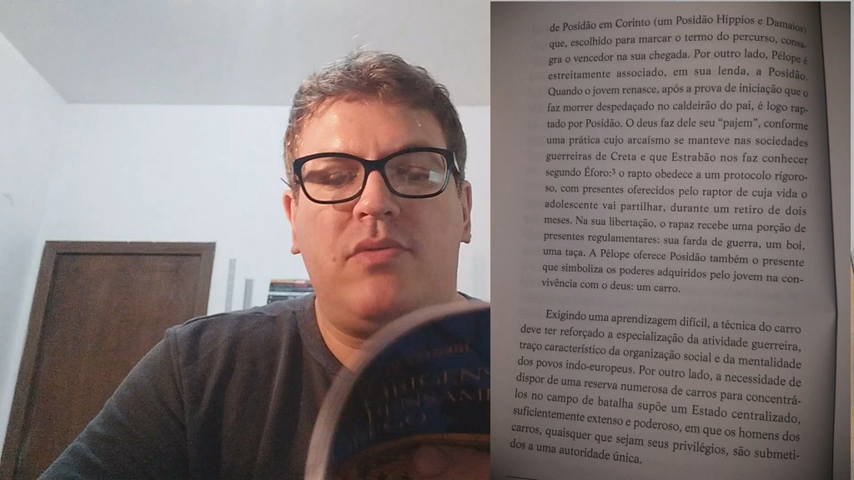 ORIGENS
PENSAM
EGO
de Posidão em Corinto (um Posidão Hippios e Damaios)
que, escolhido para marcar o termo do percurso, consa-
gra o vencedor na sua chegada. Por outro lado, Pélope é
estreitamente associado, em sua lenda, a Posidão.
Quando o jovem renasce, após a prova de iniciação que o
faz morrer despedaçado no caldeirão do pai, é logo rap-
tado por Posidão. O deus faz dele seu “pajem”, conforme
uma prática cujo arcaísmo se manteve nas sociedades
guerreiras de Creta e que Estrabão nos faz conhecer
segundo Éforo:³ o rapto obedece a um protocolo rigoro-
so, com presentes oferecidos pelo raptor de cuja vida o
adolescente vai partilhar, durante um retiro de dois
meses. Na sua libertação, o rapaz recebe uma porção de
presentes regulamentares: sua farda de guerra, um boi,
uma taça. A Pélope oferece Posidão também o presente
que simboliza os poderes adquiridos pelo jovem na con-
vivência com o deus: um carro.
Exigindo uma aprendizagem difícil, a técnica do carro
deve ter reforçado a especialização da atividade guerreira,
traço característico da organização social e da mentalidade
dos povos indo-europeus. Por outro lado, a necessidade de
dispor de uma reserva numerosa de carros para concentrá-
los no campo de batalha supõe um Estado centralizado,
suficientemente extenso e poderoso, em que os homens dos
carros, quaisquer que sejam seus privilégios, são submeti-
dos a uma autoridade única.